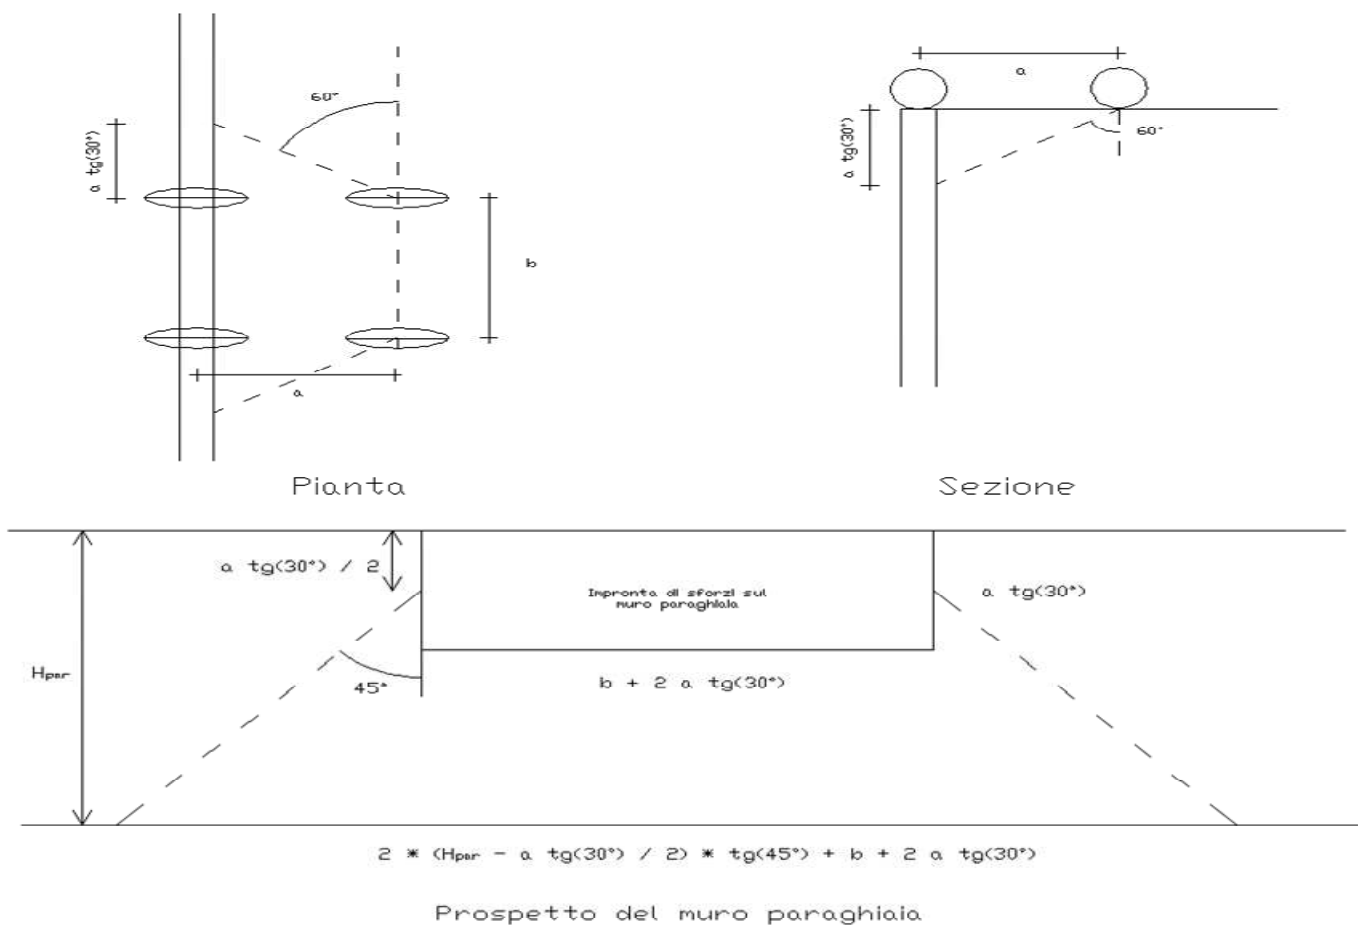 60°
a tg(30°)
b
a
Pianta
a
a tg(30°)
60°
Sezione
a tg(30°) / 2
Impronta di sforzi sul
muro paraghiaia
a tg(30°)
Hpar
45°
b + 2 a tg(30°)
2 * (Hpar - a tg(30°) / 2) * tg(45°) + b + 2 a tg(30°)
Prospetto del muro paraghiaia